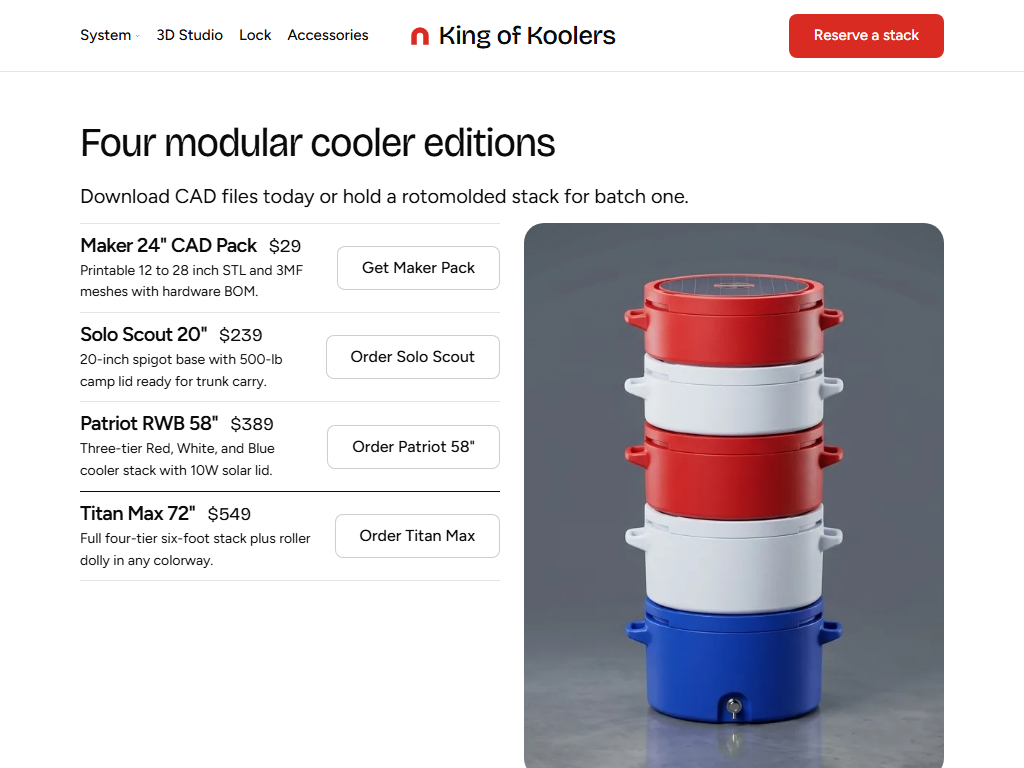 System
3D Studio
Lock
Accessories
King of Koolers
Reserve a stack
Four modular cooler editions
Download CAD files today or hold a rotomolded stack for batch one.
Maker 24" CAD Pack $29
Printable 12 to 28 inch STL and 3MF
meshes with hardware BOM.
Get Maker Pack
Solo Scout 20" $239
20-inch spigot base with 500-lb
camp lid ready for trunk carry.
Order Solo Scout
Patriot RWB 58" $389
Three-tier Red, White, and Blue
cooler stack with 10W solar lid.
Order Patriot 58"
Titan Max 72" $549
Full four-tier six-foot stack plus roller
dolly in any colorway.
Order Titan Max